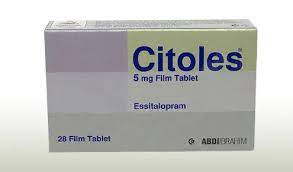 Citoles®
5 mg Film Tablet
Essitalopram
28 Film Tablet
ABDİ İBRAHİM